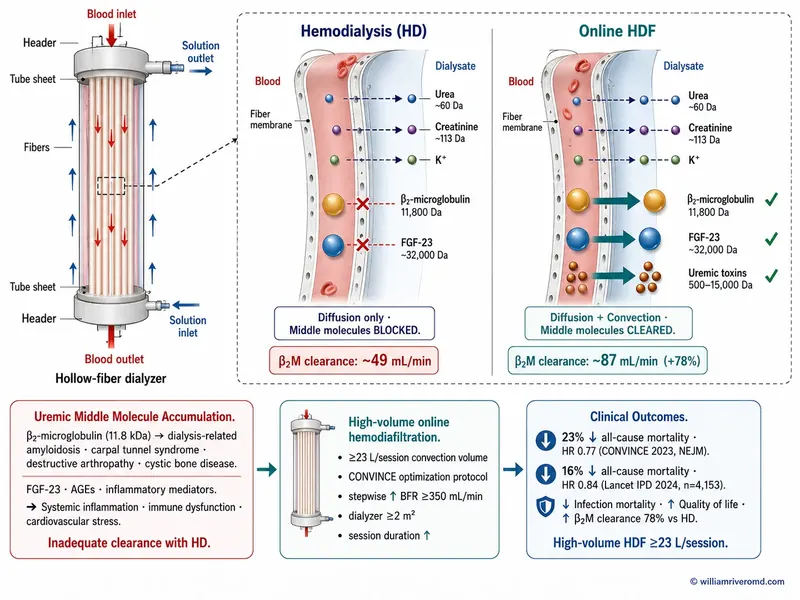 Blood inlet
Header
Solution
outlet
Tube sheet
Fibers
Tube sheet
Header
Solution
inlet
Blood outlet
Hollow-fiber dialyzer
Hemodialysis (HD)
Blood
Dialysate
Fiber
membrane
Urea
~60 Da
Creatinine
~113 Da
K⁺
β₂-microglobulin
11,800 Da
FGF-23
~32,000 Da
Diffusion only ·
Middle molecules BLOCKED.
β₂M clearance: ~49 mL/min
Online HDF
Blood
Dialysate
Fiber
membrane
Urea
~60 Da
Creatinine
~113 Da
K⁺
β₂-microglobulin
11,800 Da
FGF-23
~32,000 Da
Uremic toxins
500–15,000 Da
Diffusion + Convection ·
Middle molecules CLEARED.
β₂M clearance: ~87 mL/min (+78%)
Uremic Middle Molecule Accumulation.
β₂-microglobulin (11.8 kDa) → dialysis-related
amyloidosis · carpal tunnel syndrome ·
destructive arthropathy · cystic bone disease.
FGF-23 · AGEs · inflammatory mediators.
→ Systemic inflammation · immune dysfunction ·
cardiovascular stress.
Inadequate clearance with HD.
High-volume online
hemodiafiltration.
• ≥23 L/session convection volume
• CONVINCE optimization protocol
• stepwise ↑ BFR ≥350 mL/min
• dialyzer ≥2 m²
• session duration ↑
Clinical Outcomes.
23% ↓ all-cause mortality ·
HR 0.77 (CONVINCE 2023, NEJM).
16% ↓ all-cause mortality ·
HR 0.84 (Lancet IPD 2024, n=4,153).
↓ Infection mortality · ↑ Quality of life ·
↑ β₂M clearance 78% vs HD.
High-volume HDF ≥23 L/session.
© williamriveromd.com